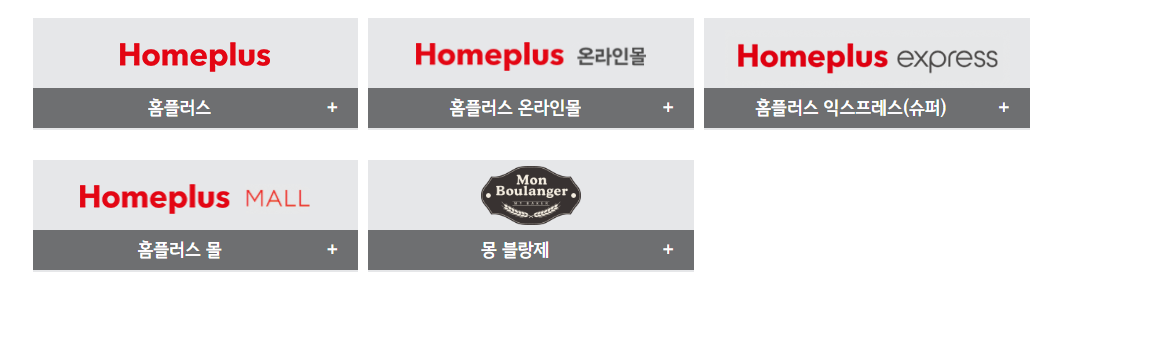 Homeplus
Homeplus 온라인몰
Homeplus express
홈플러스 +
홈플러스 온라인몰 +
홈플러스 익스프레스(슈퍼) +
Homeplus MALL
Mon
Boulanger
홈플러스 몰 +
몽 블랑제 +